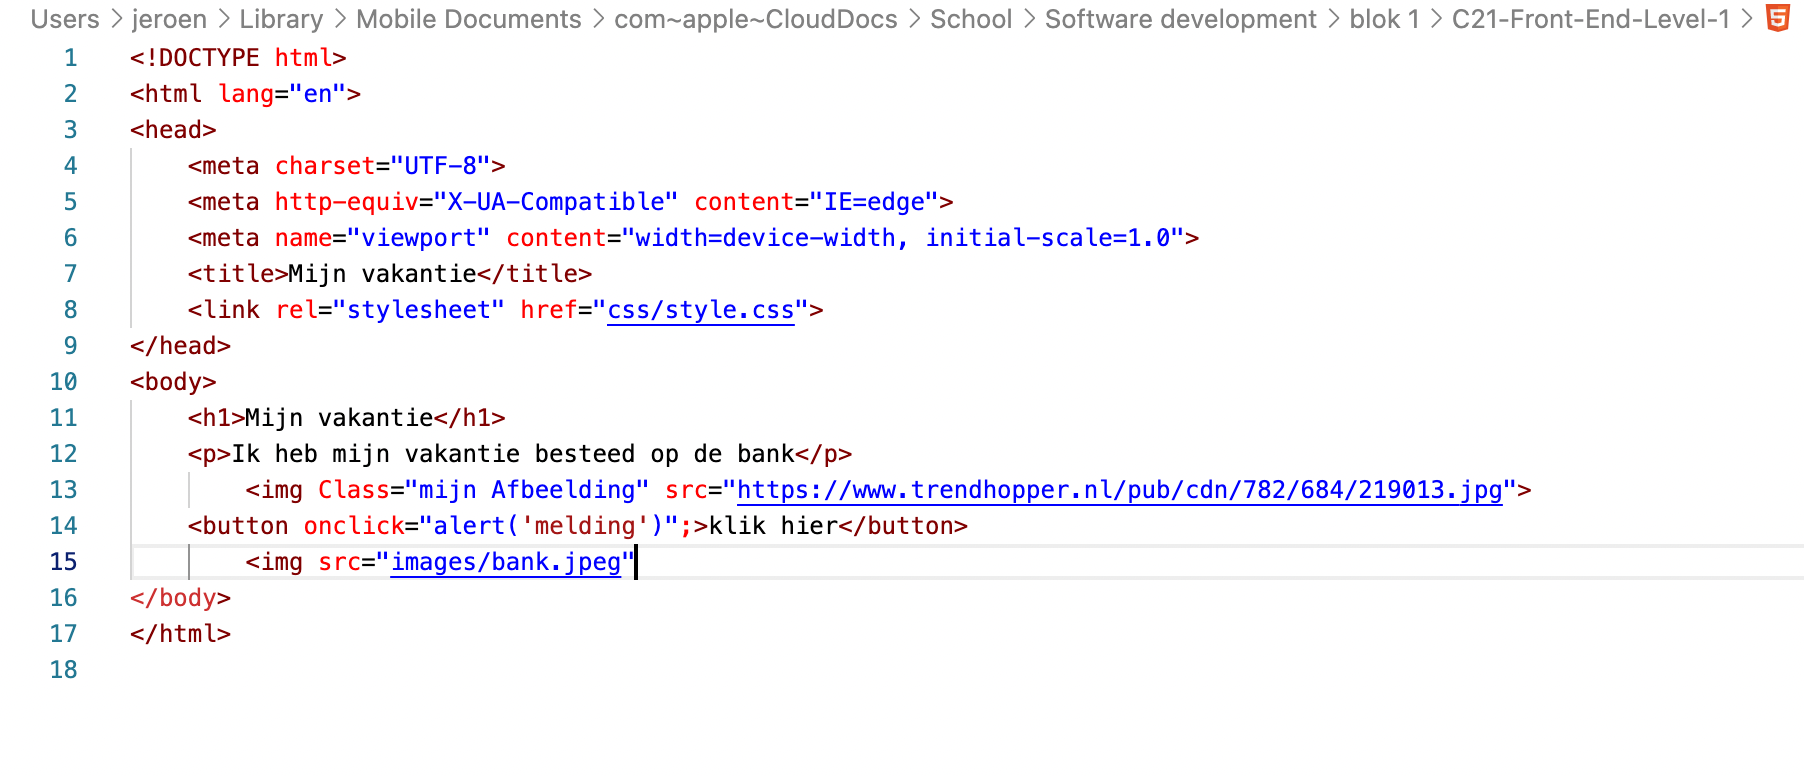 Users > jeroen > Library > Mobile Documents > com~apple~CloudDocs > School > Software development > blok 1 > C21-Front-End-Level-1 >
1 <!DOCTYPE html>
2 <html lang="en">
3 <head>
4     <meta charset="UTF-8">
5     <meta http-equiv="X-UA-Compatible" content="IE=edge">
6     <meta name="viewport" content="width=device-width, initial-scale=1.0">
7     <title>Mijn vakantie</title>
8     <link rel="stylesheet" href="css/style.css">
9 </head>
10 <body>
11     <h1>Mijn vakantie</h1>
12     <p>Ik heb mijn vakantie besteed op de bank</p>
13         <img Class="mijn Afbeelding" src="https://www.trendhopper.nl/pub/cdn/782/684/219013.jpg">
14     <button onclick="alert('melding')";>klik hier</button>
15         <img src="images/bank.jpeg"
16 </body>
17 </html>
18